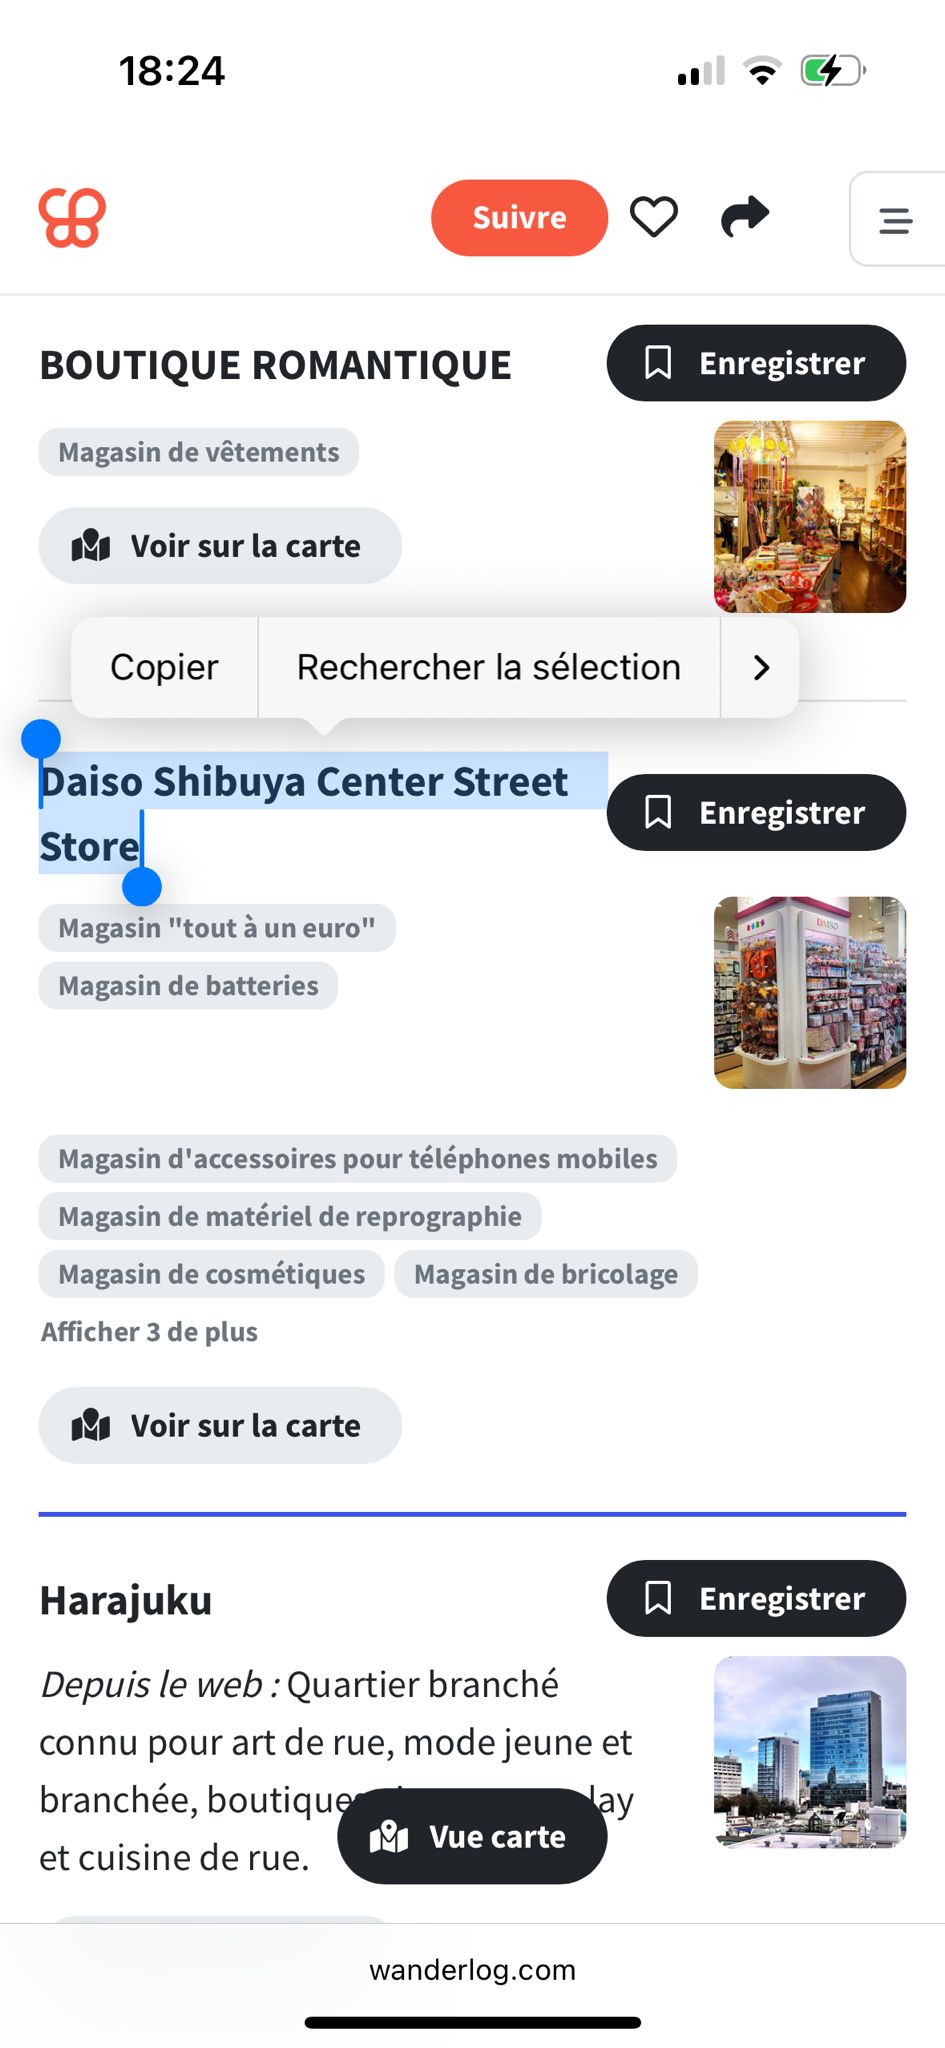 18:24
Suivre
BOUTIQUE ROMANTIQUE
Enregistrer
Magasin de vêtements
Voir sur la carte
Copier
Rechercher la sélection
Daiso Shibuya Center Street
Store
Enregistrer
Magasin "tout à un euro"
Magasin de batteries
DAISO
Magasin d'accessoires pour téléphones mobiles
Magasin de matériel de reprographie
Magasin de cosmétiques
Magasin de bricolage
Afficher 3 de plus
Voir sur la carte
Harajuku
Enregistrer
Depuis le web : Quartier branché
connu pour art de rue, mode jeune et
branchée, boutiques
et cuisine de rue.
Vue carte
wanderlog.com